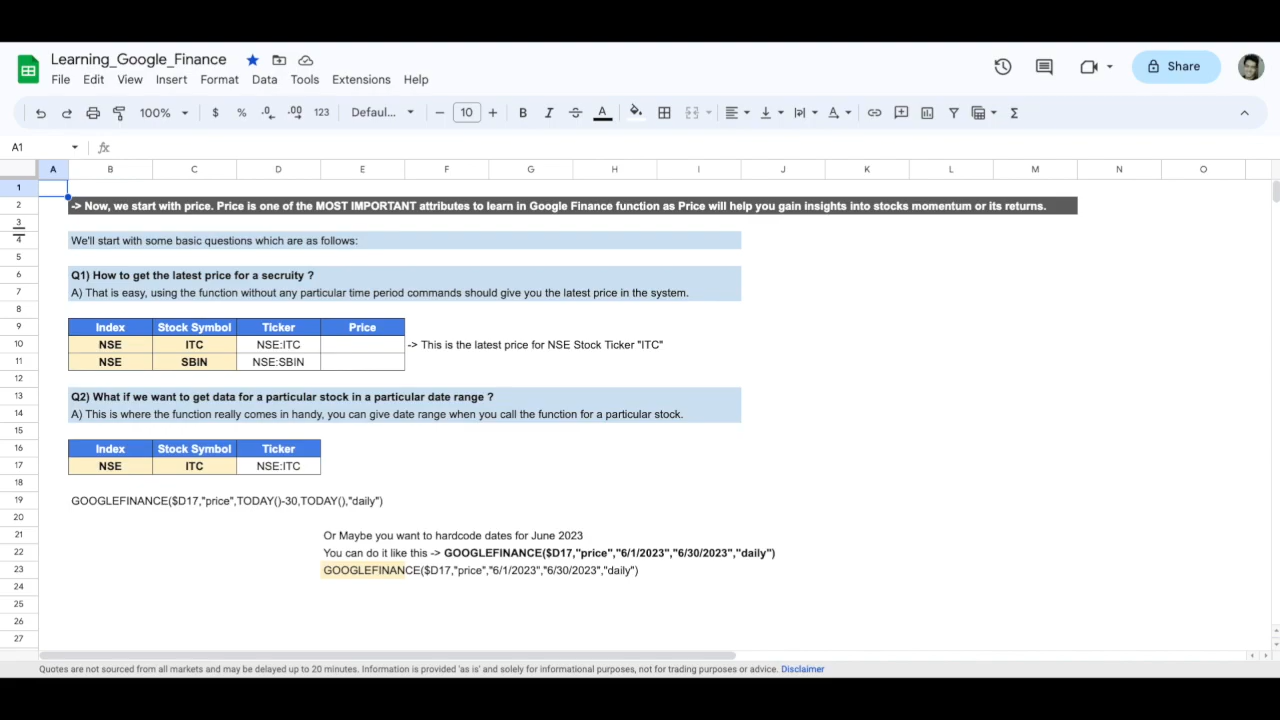 Learning_Google_Finance
File Edit View Insert Format Data Tools Extensions Help
Share
100% $ % .0 .00 123 Defaul... − 10 + B I A Σ
A1 fx
A B C D E F G H I J K L M N O
1
2 -> Now, we start with price. Price is one of the MOST IMPORTANT attributes to learn in Google Finance function as Price will help you gain insights into stocks momentum or its returns.
3
4 We'll start with some basic questions which are as follows:
5
6 Q1) How to get the latest price for a secruity ?
7 A) That is easy, using the function without any particular time period commands should give you the latest price in the system.
8
9 Index Stock Symbol Ticker Price
10 NSE ITC NSE:ITC -> This is the latest price for NSE Stock Ticker "ITC"
11 NSE SBIN NSE:SBIN
12
13 Q2) What if we want to get data for a particular stock in a particular date range ?
14 A) This is where the function really comes in handy, you can give date range when you call the function for a particular stock.
15
16 Index Stock Symbol Ticker
17 NSE ITC NSE:ITC
18
19 GOOGLEFINANCE($D17,"price",TODAY()-30,TODAY(),"daily")
20
21 Or Maybe you want to hardcode dates for June 2023
22 You can do it like this -> GOOGLEFINANCE($D17,"price","6/1/2023","6/30/2023","daily")
23 GOOGLEFINANCE($D17,"price","6/1/2023","6/30/2023","daily")
24
25
26
27
Quotes are not sourced from all markets and may be delayed up to 20 minutes. Information is provided 'as is' and solely for informational purposes, not for trading purposes or advice. Disclaimer